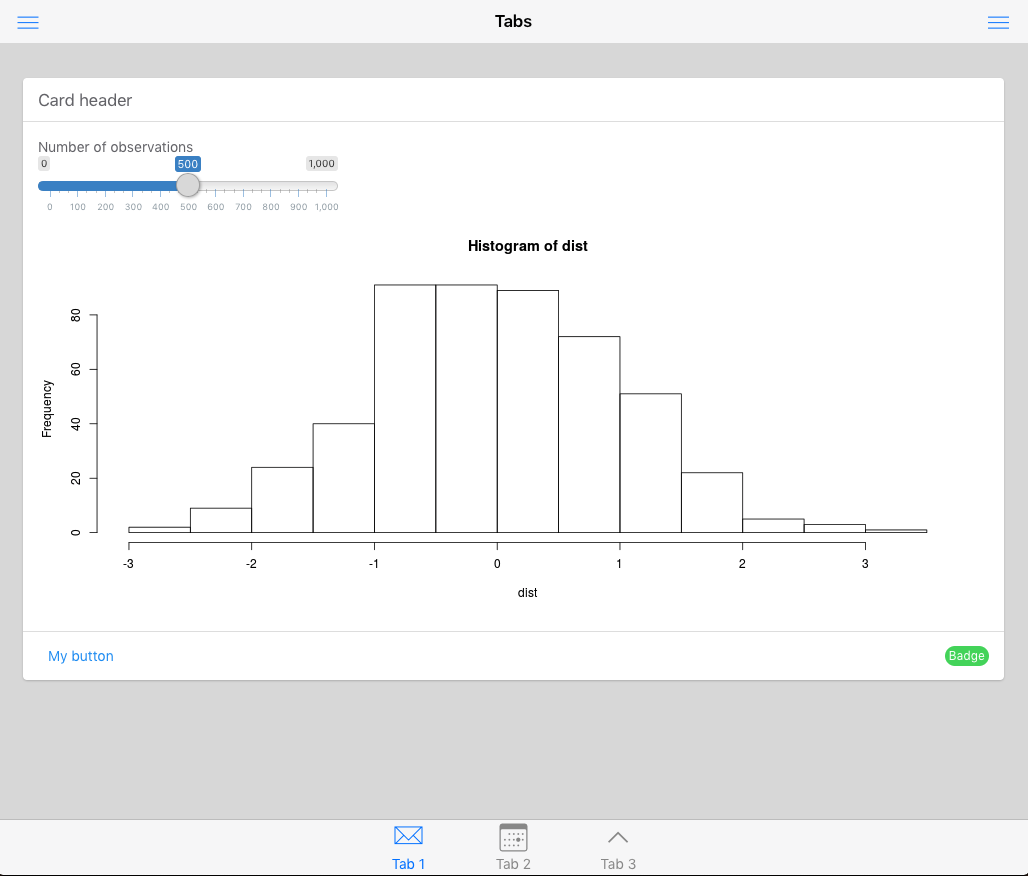 Tabs
Card header
Number of observations
0 500 1,000
0 100 200 300 400 500 600 700 800 900 1,000
Histogram of dist
Frequency
80
60
40
20
0
-3 -2 -1 0 1 2 3
dist
My button Badge
Tab 1 Tab 2 Tab 3